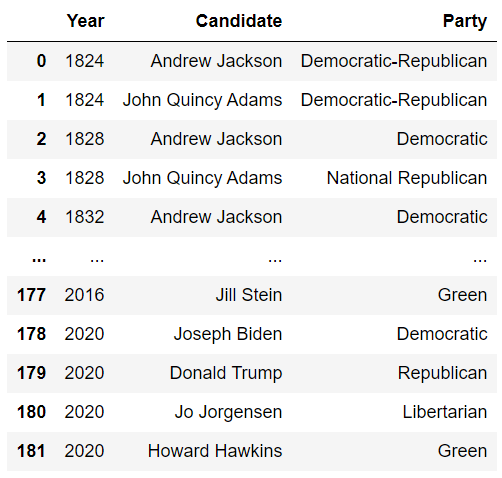 Year Candidate Party
0 1824 Andrew Jackson Democratic-Republican
1 1824 John Quincy Adams Democratic-Republican
2 1828 Andrew Jackson Democratic
3 1828 John Quincy Adams National Republican
4 1832 Andrew Jackson Democratic
... ... ... ...
177 2016 Jill Stein Green
178 2020 Joseph Biden Democratic
179 2020 Donald Trump Republican
180 2020 Jo Jorgensen Libertarian
181 2020 Howard Hawkins Green